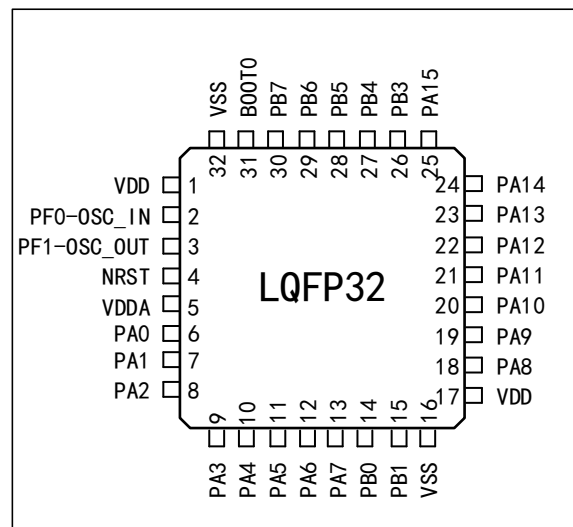 VSS
BOOT0
PB7
PB6
PB5
PB4
PB3
PA15
32
31
30
29
28
27
26
25
VDD 1
PF0-OSC_IN 2
PF1-OSC_OUT 3
NRST 4
VDDA 5
PA0 6
PA1 7
PA2 8
LQFP32
24 PA14
23 PA13
22 PA12
21 PA11
20 PA10
19 PA9
18 PA8
17 VDD
9
10
11
12
13
14
15
16
PA3
PA4
PA5
PA6
PA7
PB0
PB1
VSS